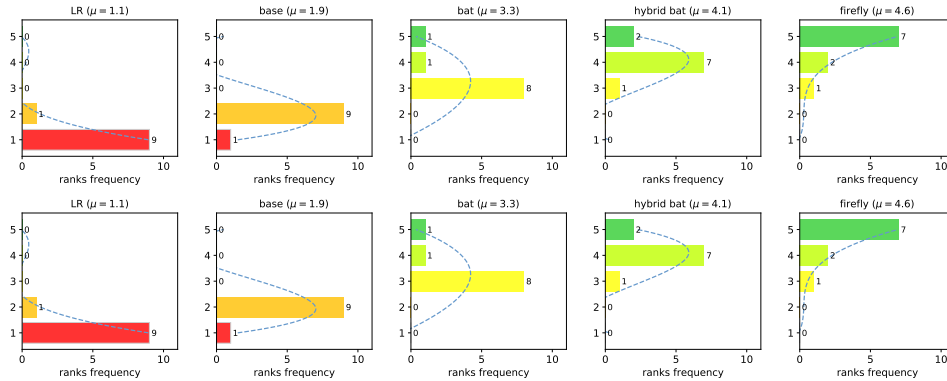 LR (μ = 1.1) base (μ = 1.9) bat (μ = 3.3) hybrid bat (μ = 4.1) firefly (μ = 4.6)
5 0 5 0 5 1 5 2 5 7
4 0 4 0 4 1 4 7 4 2
3 0 3 0 3 8 3 1 3 1
2 1 2 9 2 0 2 0 2 0
1 9 1 1 1 0 1 0 1 0
0 5 10 0 5 10 0 5 10 0 5 10 0 5 10
ranks frequency ranks frequency ranks frequency ranks frequency ranks frequency
LR (μ = 1.1) base (μ = 1.9) bat (μ = 3.3) hybrid bat (μ = 4.1) firefly (μ = 4.6)
5 0 5 0 5 1 5 2 5 7
4 0 4 0 4 1 4 7 4 2
3 0 3 0 3 8 3 1 3 1
2 1 2 9 2 0 2 0 2 0
1 9 1 1 1 0 1 0 1 0
0 5 10 0 5 10 0 5 10 0 5 10 0 5 10
ranks frequency ranks frequency ranks frequency ranks frequency ranks frequency